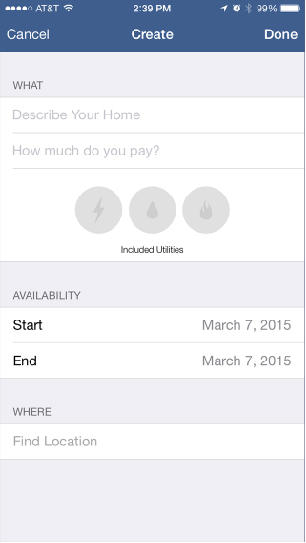 AT&T 2:39 PM 99%
Cancel Create Done
WHAT
Describe Your Home
How much do you pay?
Included Utilities
AVAILABILITY
Start March 7, 2015
End March 7, 2015
WHERE
Find Location